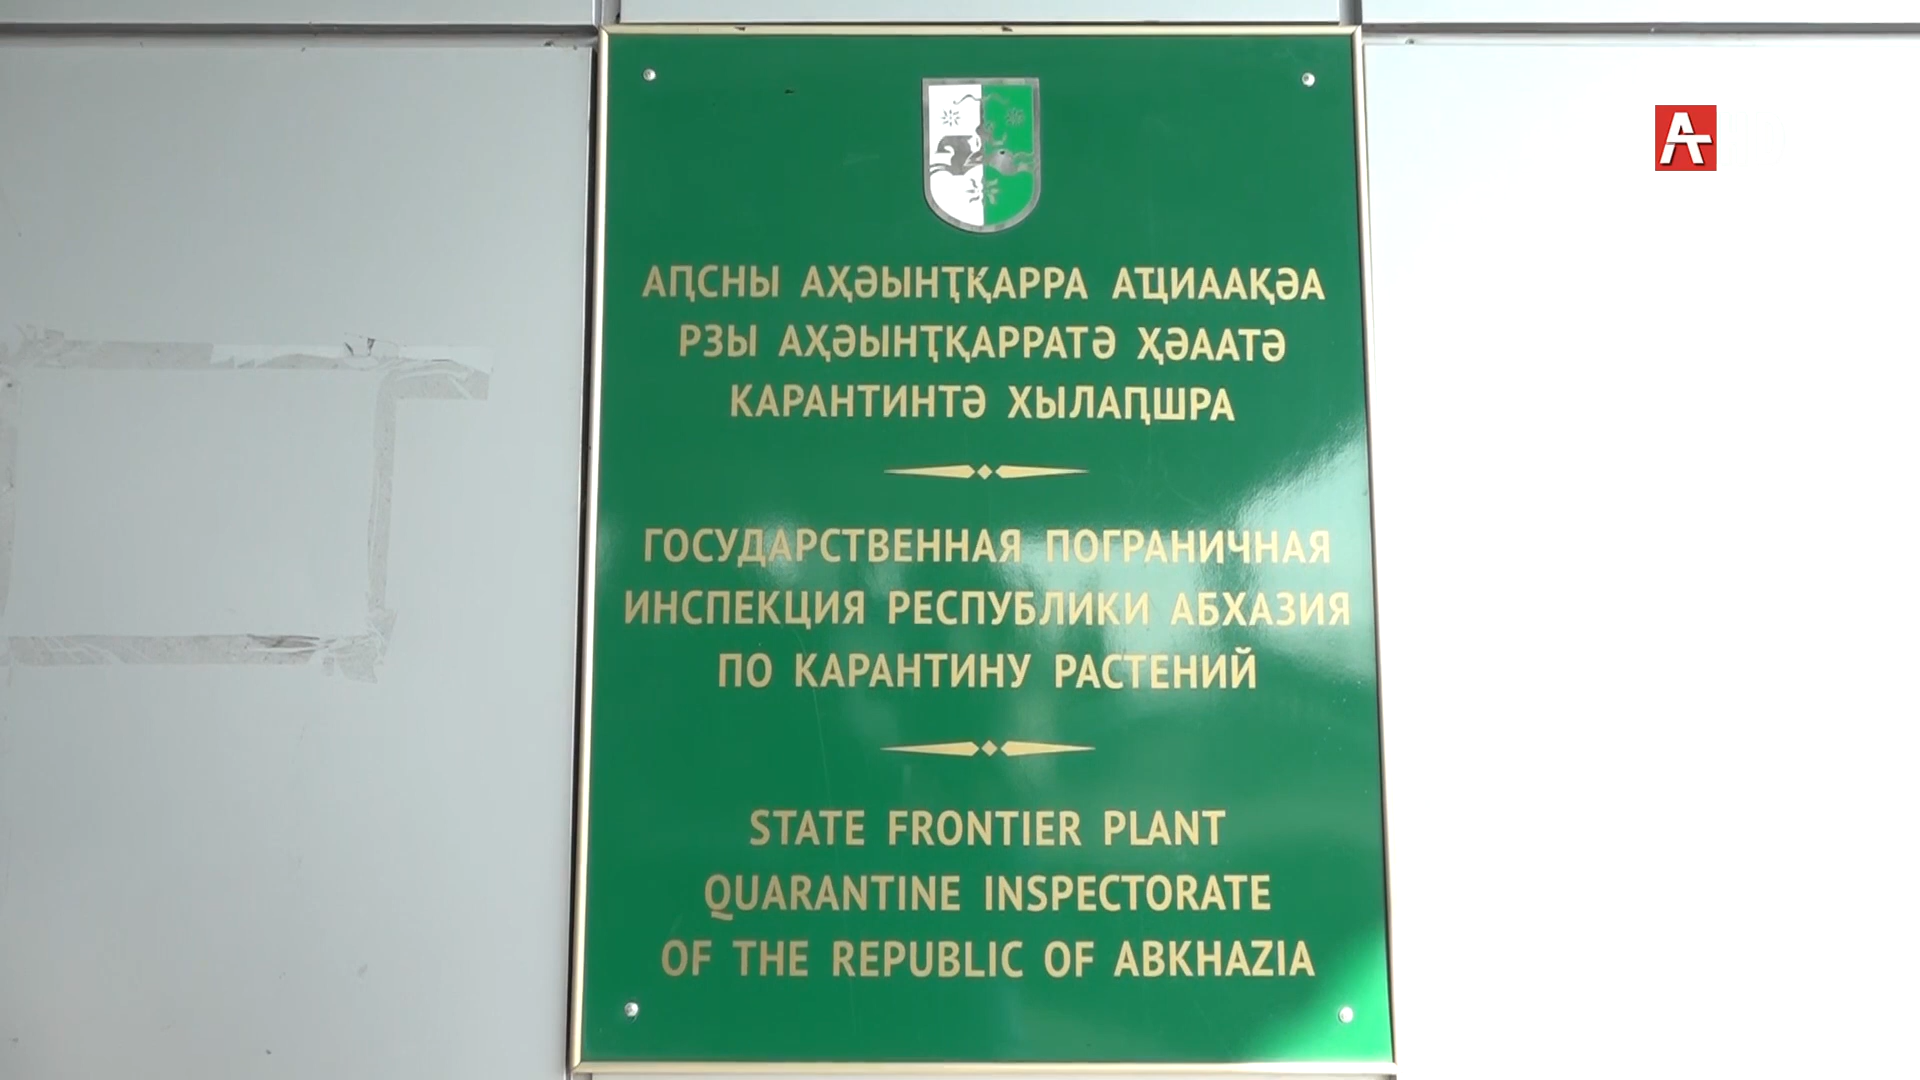 АԤСНЫ АҲӘЫНҬҚАРРА АҴИААҚӘА
РЗЫ АҲӘЫНҬҚАРРАТӘ ҲӘААТӘ
КАРАНТИНТӘ ХЫЛАԤШРА
ГОСУДАРСТВЕННАЯ ПОГРАНИЧНАЯ
ИНСПЕКЦИЯ РЕСПУБЛИКИ АБХАЗИЯ
ПО КАРАНТИНУ РАСТЕНИЙ
STATE FRONTIER PLANT
QUARANTINE INSPECTORATE
OF THE REPUBLIC OF ABKHAZIA